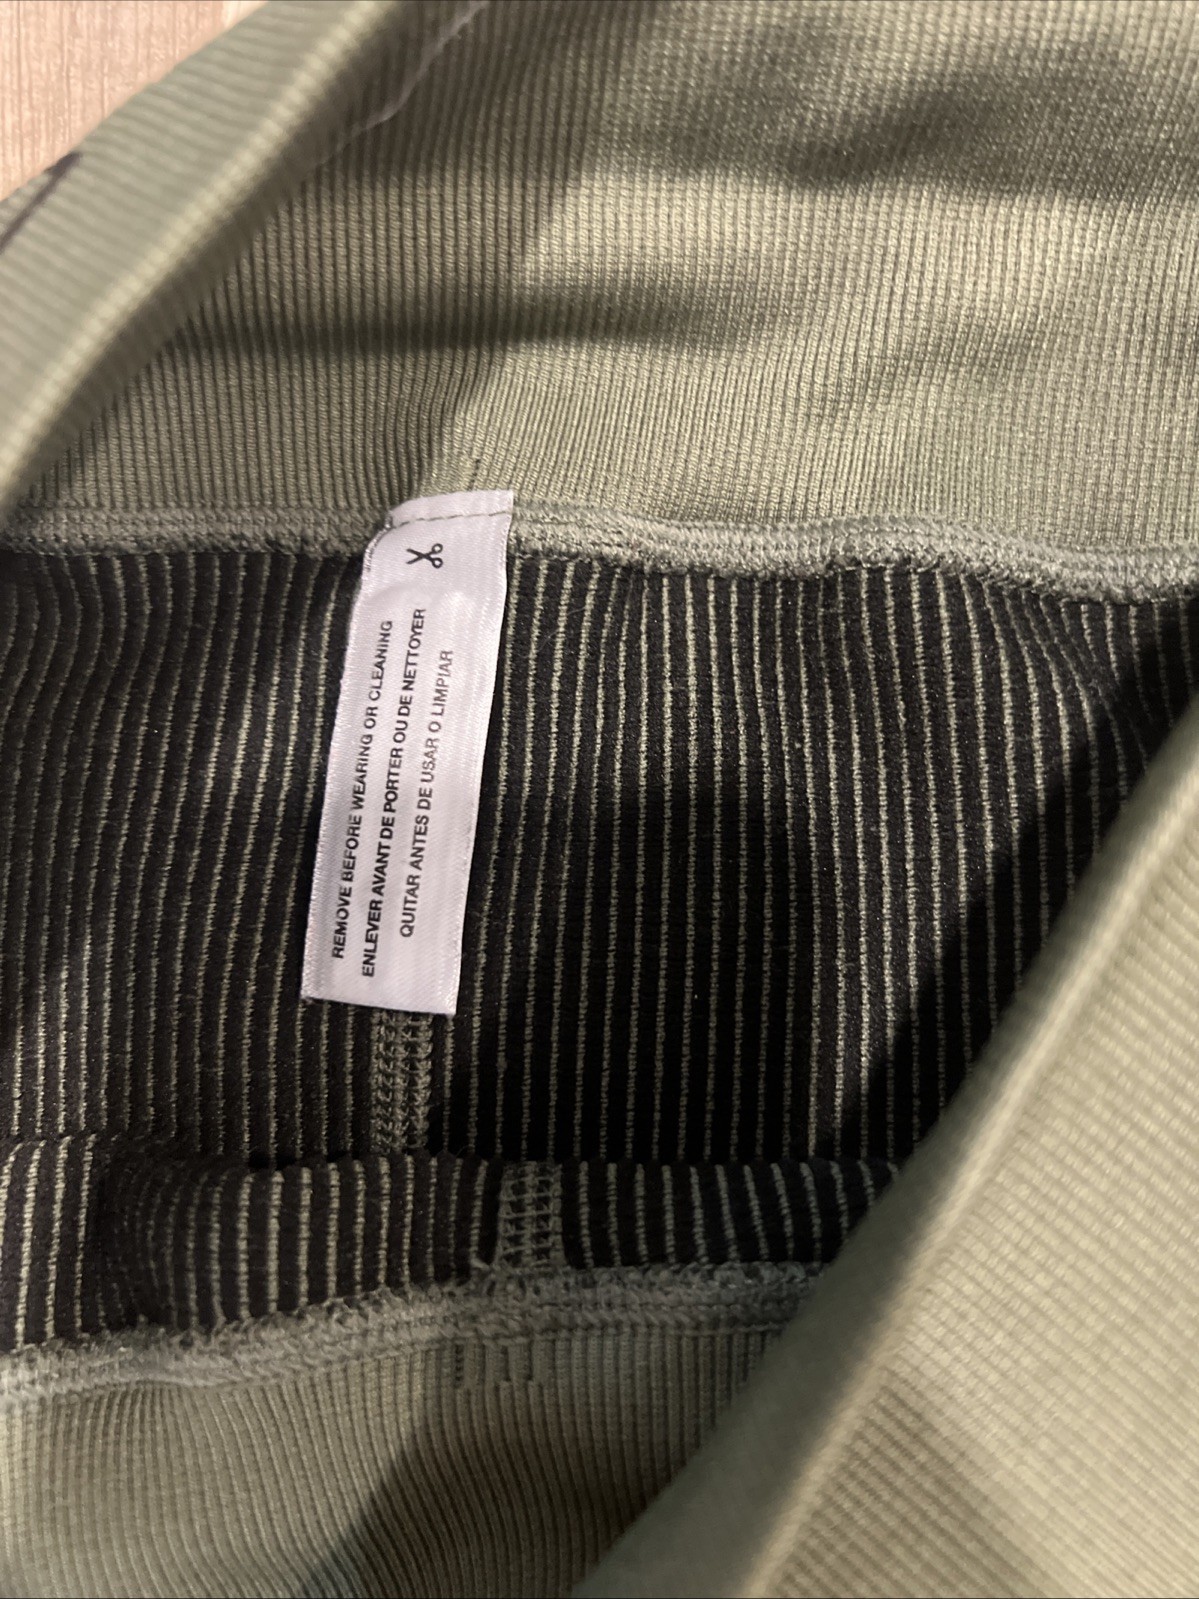 REMOVE BEFORE WEARING OR CLEANING
ENLEVER AVANT DE PORTER OU DE NETTOYER
QUITAR ANTES DE USAR O LIMPIAR